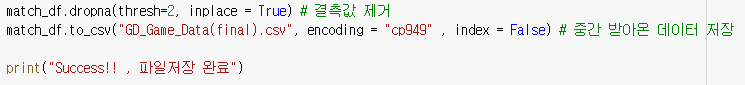 match_df.dropna(thresh=2, inplace = True) # 결측값 제거
match_df.to_csv("GD_Game_Data(final).csv", encoding = "cp949" , index = False) # 중간 받아온 데이터 저장
print("Success!! , 파일저장 완료")